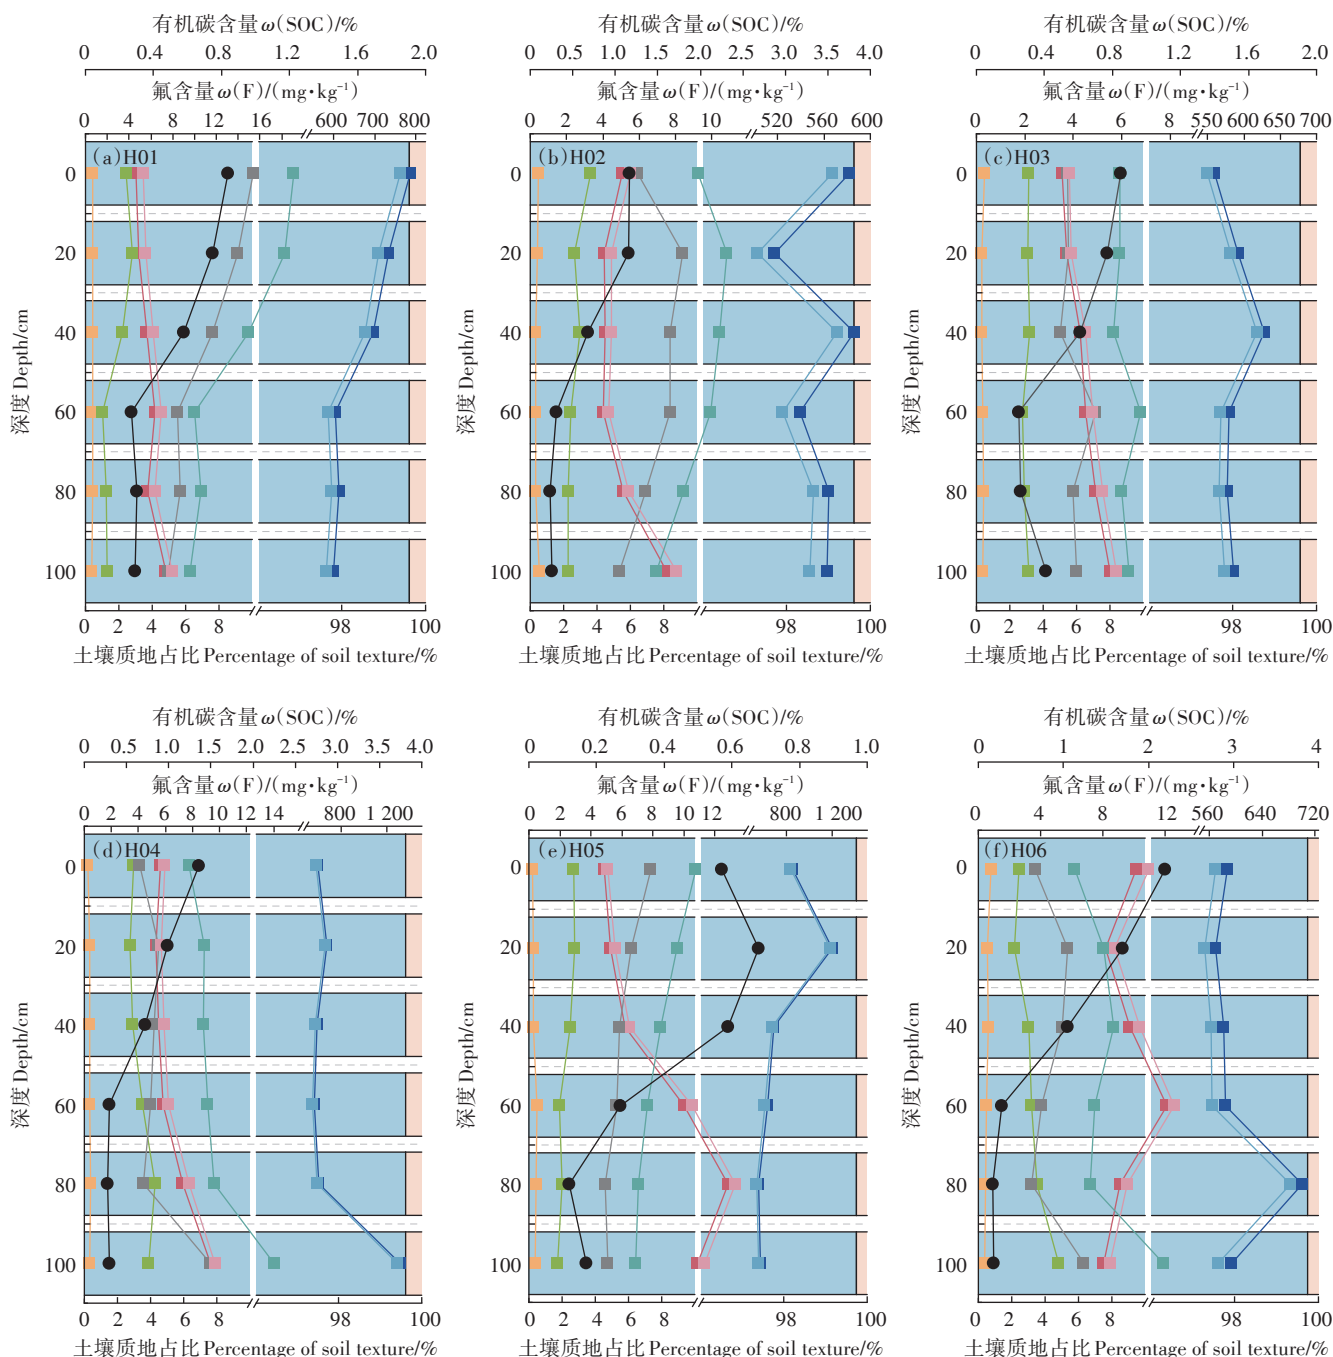 有机碳含量ω(SOC)/%
0 0.4 0.8 1.2 1.6 2.0
氟含量ω(F)/(mg·kg⁻¹)
0 4 8 12 16 600 700 800
(a)H01
0
20
40
60
80
100
深度 Depth/cm
0 2 4 6 8 98 100
土壤质地占比 Percentage of soil texture/%
有机碳含量ω(SOC)/%
0 0.5 1.0 1.5 2.0 2.5 3.0 3.5 4.0
氟含量ω(F)/(mg·kg⁻¹)
0 2 4 6 8 10 520 560 600
(b)H02
0
20
40
60
80
100
深度 Depth/cm
0 2 4 6 8 98 100
土壤质地占比 Percentage of soil texture/%
有机碳含量ω(SOC)/%
0 0.4 0.8 1.2 1.6 2.0
氟含量ω(F)/(mg·kg⁻¹)
0 2 4 6 8 550 600 650 700
(c)H03
0
20
40
60
80
100
深度 Depth/cm
0 2 4 6 8 98 100
土壤质地占比 Percentage of soil texture/%
有机碳含量ω(SOC)/%
0 0.5 1.0 1.5 2.0 2.5 3.0 3.5 4.0
氟含量ω(F)/(mg·kg⁻¹)
0 2 4 6 8 10 12 14 800 1 200
(d)H04
0
20
40
60
80
100
深度 Depth/cm
0 2 4 6 8 98 100
土壤质地占比 Percentage of soil texture/%
有机碳含量ω(SOC)/%
0 0.2 0.4 0.6 0.8 1.0
氟含量ω(F)/(mg·kg⁻¹)
0 2 4 6 8 10 12 800 1 200
(e)H05
0
20
40
60
80
100
深度 Depth/cm
0 2 4 6 8 98 100
土壤质地占比 Percentage of soil texture/%
有机碳含量ω(SOC)/%
0 1 2 3 4
氟含量ω(F)/(mg·kg⁻¹)
0 4 8 12 560 640 720
(f)H06
0
20
40
60
80
100
深度 Depth/cm
0 2 4 6 8 98 100
土壤质地占比 Percentage of soil texture/%